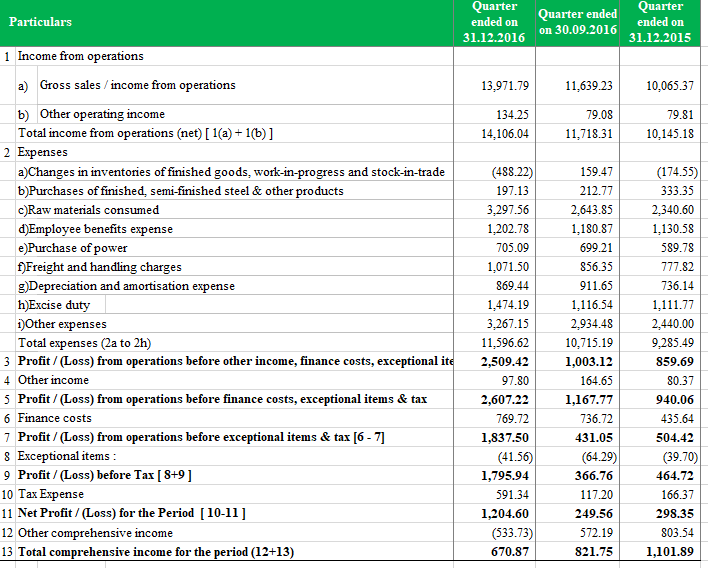 Particulars Quarter ended on 31.12.2016 Quarter ended on 30.09.2016 Quarter ended on 31.12.2015
1 Income from operations
a) Gross sales / income from operations 13,971.79 11,639.23 10,065.37
b) Other operating income 134.25 79.08 79.81
Total income from operations (net) [ 1(a) + 1(b) ] 14,106.04 11,718.31 10,145.18
2 Expenses
a)Changes in inventories of finished goods, work-in-progress and stock-in-trade (488.22) 159.47 (174.55)
b)Purchases of finished, semi-finished steel & other products 197.13 212.77 333.35
c)Raw materials consumed 3,297.56 2,643.85 2,340.60
d)Employee benefits expense 1,202.78 1,180.87 1,130.58
e)Purchase of power 705.09 699.21 589.78
f)Freight and handling charges 1,071.50 856.35 777.82
g)Depreciation and amortisation expense 869.44 911.65 736.14
h)Excise duty 1,474.19 1,116.54 1,111.77
i)Other expenses 3,267.15 2,934.48 2,440.00
Total expenses (2a to 2h) 11,596.62 10,715.19 9,285.49
3 Profit / (Loss) from operations before other income, finance costs, exceptional ite 2,509.42 1,003.12 859.69
4 Other income 97.80 164.65 80.37
5 Profit / (Loss) from operations before finance costs, exceptional items & tax 2,607.22 1,167.77 940.06
6 Finance costs 769.72 736.72 435.64
7 Profit / (Loss) from operations before exceptional items & tax [6 - 7] 1,837.50 431.05 504.42
8 Exceptional items : (41.56) (64.29) (39.70)
9 Profit / (Loss) before Tax [ 8+9 ] 1,795.94 366.76 464.72
10 Tax Expense 591.34 117.20 166.37
11 Net Profit / (Loss) for the Period [ 10-11 ] 1,204.60 249.56 298.35
12 Other comprehensive income (533.73) 572.19 803.54
13 Total comprehensive income for the period (12+13) 670.87 821.75 1,101.89